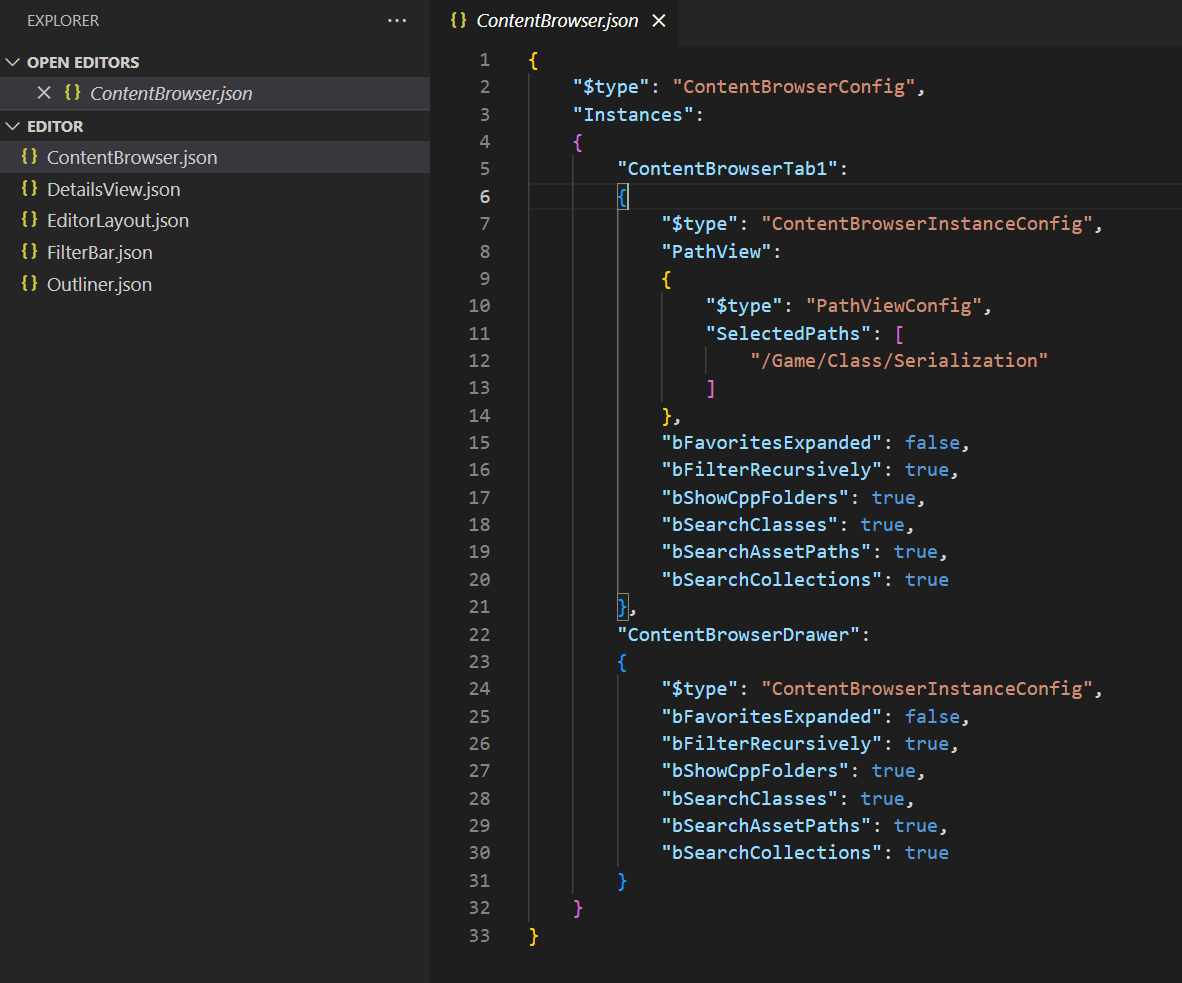 EXPLORER ...
OPEN EDITORS
{} ContentBrowser.json
EDITOR
{} ContentBrowser.json
{} DetailsView.json
{} EditorLayout.json
{} FilterBar.json
{} Outliner.json
{} ContentBrowser.json
1 {
2 "$type": "ContentBrowserConfig",
3 "Instances":
4 {
5 "ContentBrowserTab1":
6 {
7 "$type": "ContentBrowserInstanceConfig",
8 "PathView":
9 {
10 "$type": "PathViewConfig",
11 "SelectedPaths": [
12 "/Game/Class/Serialization"
13 ]
14 },
15 "bFavoritesExpanded": false,
16 "bFilterRecursively": true,
17 "bShowCppFolders": true,
18 "bSearchClasses": true,
19 "bSearchAssetPaths": true,
20 "bSearchCollections": true
21 },
22 "ContentBrowserDrawer":
23 {
24 "$type": "ContentBrowserInstanceConfig",
25 "bFavoritesExpanded": false,
26 "bFilterRecursively": true,
27 "bShowCppFolders": true,
28 "bSearchClasses": true,
29 "bSearchAssetPaths": true,
30 "bSearchCollections": true
31 }
32 }
33 }